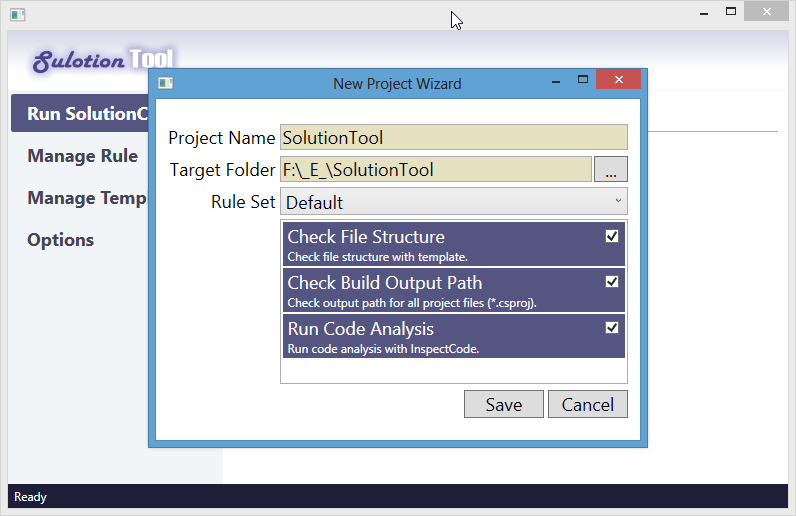 Sulotion Tool
New Project Wizard
Run SolutionC
Manage Rule
Manage Templ
Options
Project Name SolutionTool
Target Folder F:\_E_\SolutionTool ...
Rule Set Default
Check File Structure
Check file structure with template.
Check Build Output Path
Check output path for all project files (*.csproj).
Run Code Analysis
Run code analysis with InspectCode.
Save Cancel
Ready